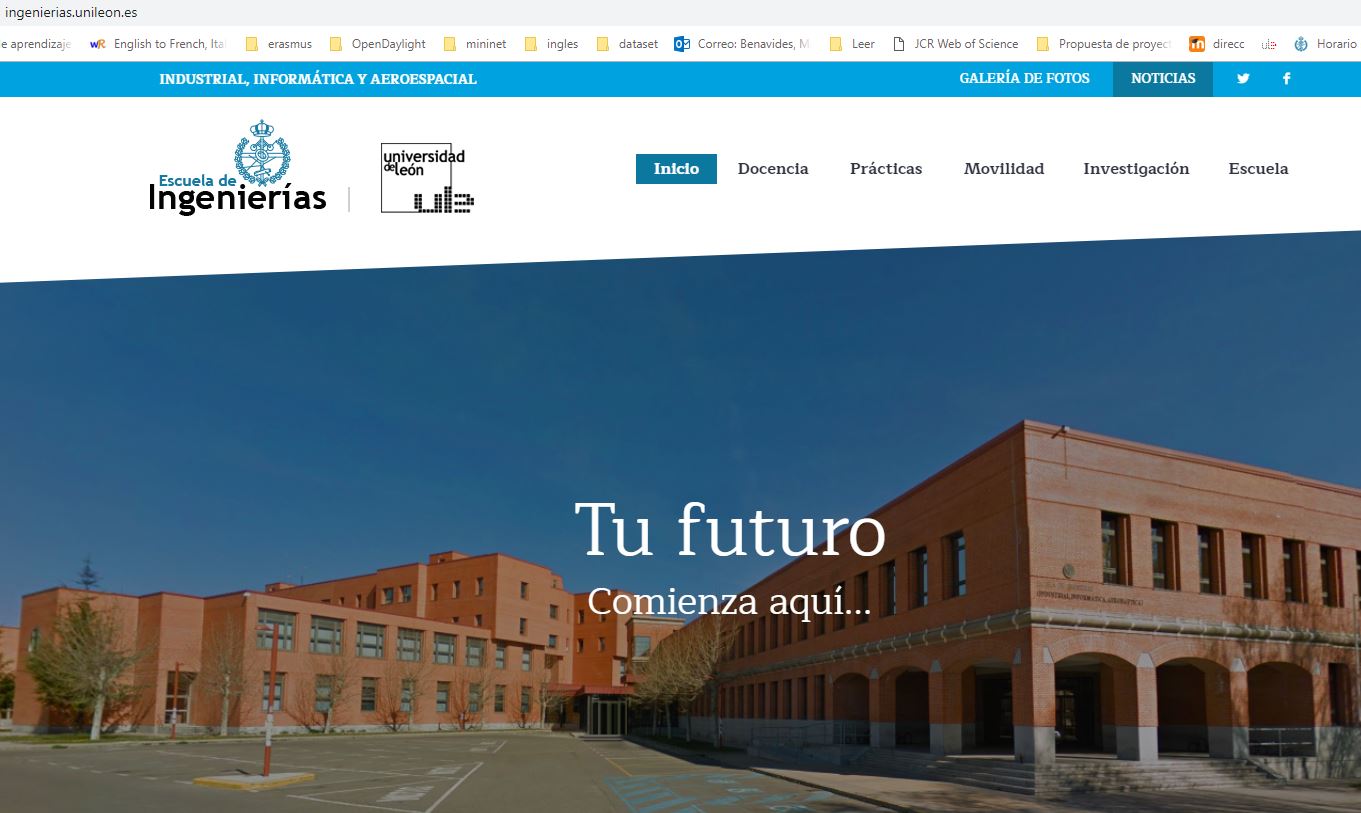 ingenierias.unileon.es
e aprendizaje English to French, Ita erasmus OpenDaylight mininet ingles dataset Correo: Benavides, M Leer JCR Web of Science Propuesta de proyect direcc ule Horario
INDUSTRIAL, INFORMÁTICA Y AEROESPACIAL GALERÍA DE FOTOS NOTICIAS
Escuela de
Ingenierías
universidad
de león
ule
Inicio Docencia Prácticas Movilidad Investigación Escuela
Tu futuro
Comienza aquí...